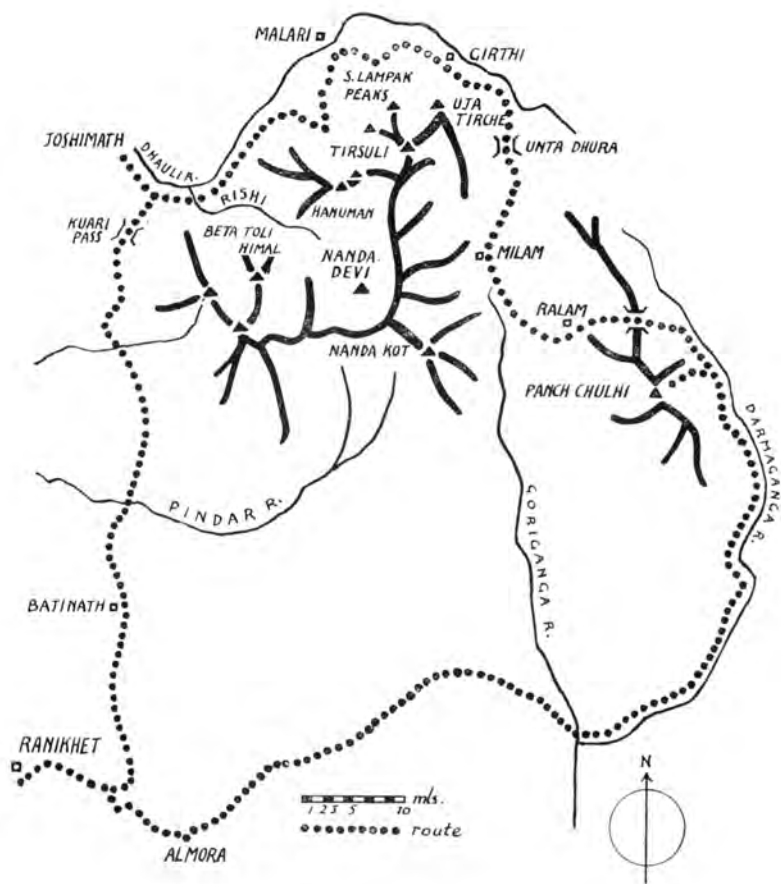 MALARI
GIRTHI
S. LAMPAK
PEAKS
UJA
TIRCHE
JOSHIMATH
DHAULI R.
TIRSULI
UNTA DHURA
RISHI
HANUMAN
KUARI
PASS
BETA TOLI
HIMAL
NANDA
DEVI
MILAM
RALAM
NANDA KOT
PANCH CHULHI
DARMAGANGA R.
PINDAR R.
GORIGANGA R.
BATINATH
RANIKHET
N
mls.
1 2 3 5 10
route
ALMORA